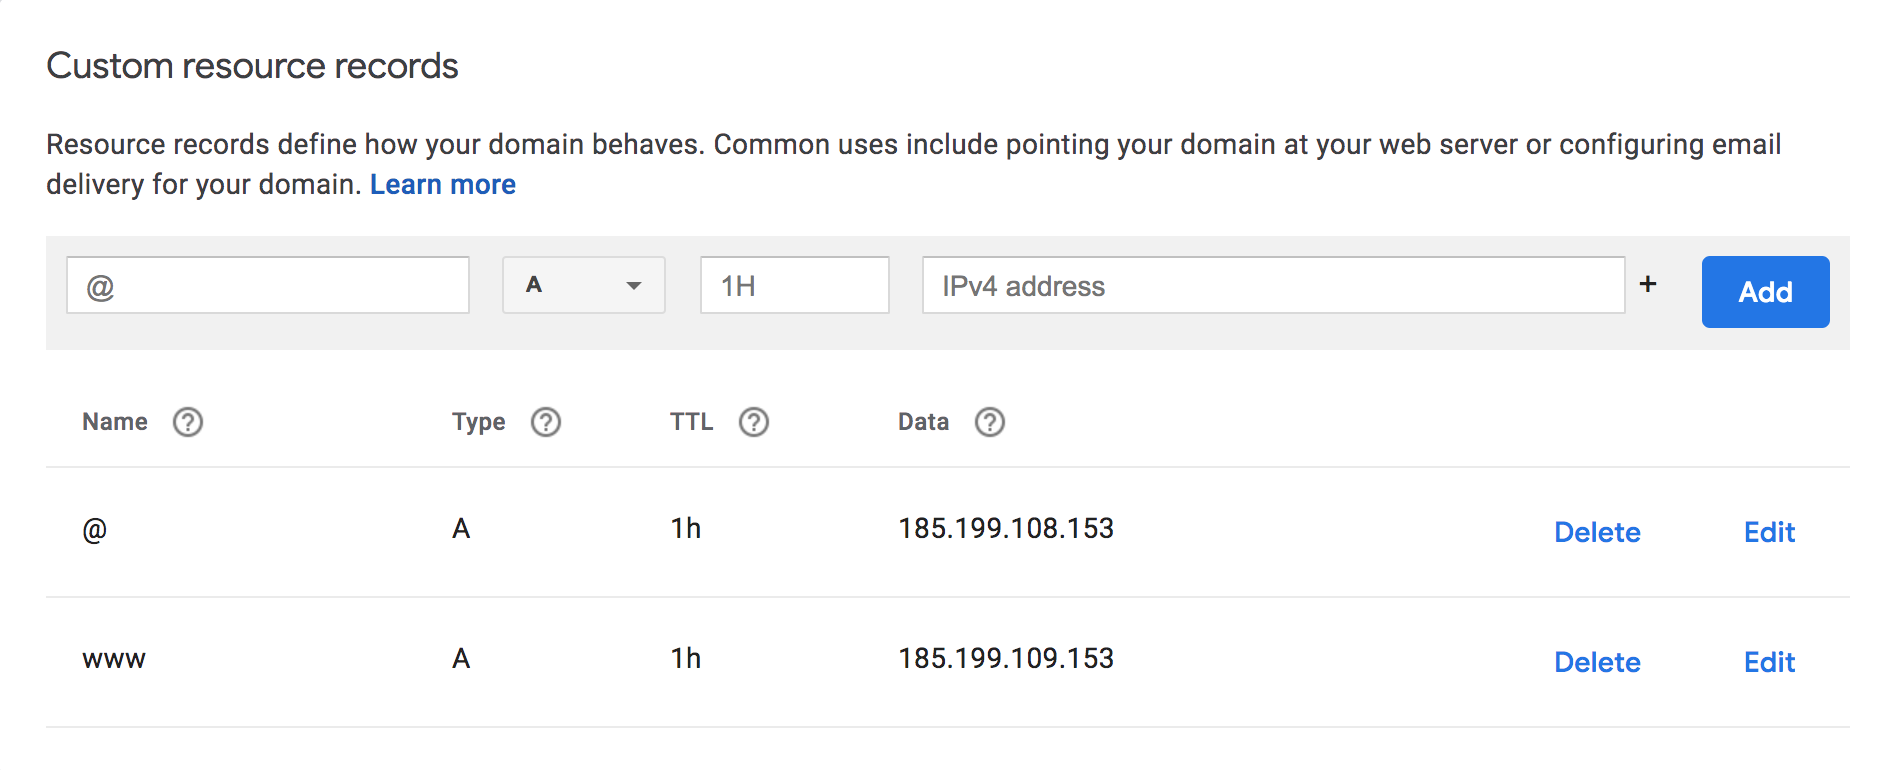 Custom resource records
Resource records define how your domain behaves. Common uses include pointing your domain at your web server or configuring email
delivery for your domain. Learn more
@ A 1H IPv4 address + Add
Name ? Type ? TTL ? Data ?
@ A 1h 185.199.108.153 Delete Edit
www A 1h 185.199.109.153 Delete Edit